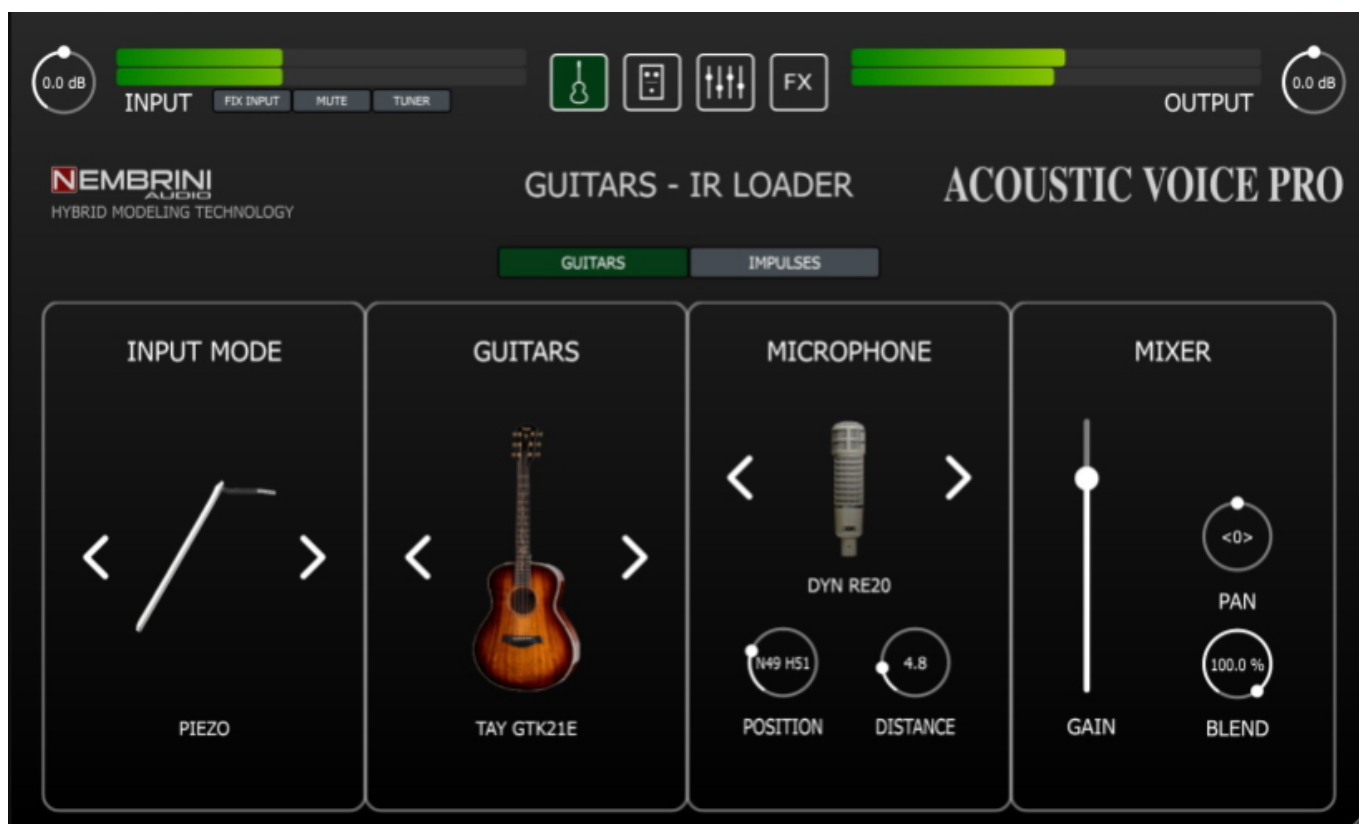 0.0 dB
INPUT
FIX INPUT
MUTE
TUNER
FX
OUTPUT
0.0 dB
NEMBRINI
AUDIO
HYBRID MODELING TECHNOLOGY
GUITARS - IR LOADER
ACOUSTIC VOICE PRO
GUITARS
IMPULSES
INPUT MODE
PIEZO
GUITARS
TAY GTK21E
MICROPHONE
DYN RE20
N49 H51
POSITION
4.8
DISTANCE
MIXER
GAIN
<0>
PAN
100.0 %
BLEND